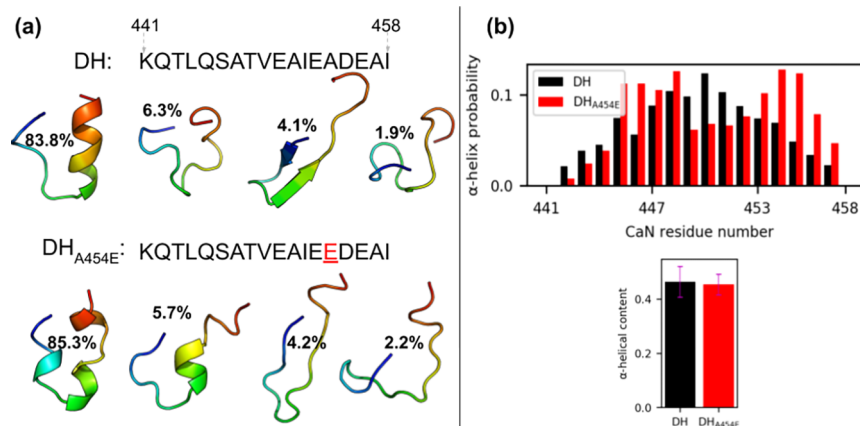 (a)
441 458
DH: KQTLQSATVEAIEADEAI
83.8% 6.3% 4.1% 1.9%
DHA454E: KQTLQSATVEAIEEDEAI
85.3% 5.7% 4.2% 2.2%
(b)
α-helix probability
0.1
0.0
DH
DHA454E
441 447 453 458
CaN residue number
α-helical content
0.4
0.2
0.0
DH DHA454E